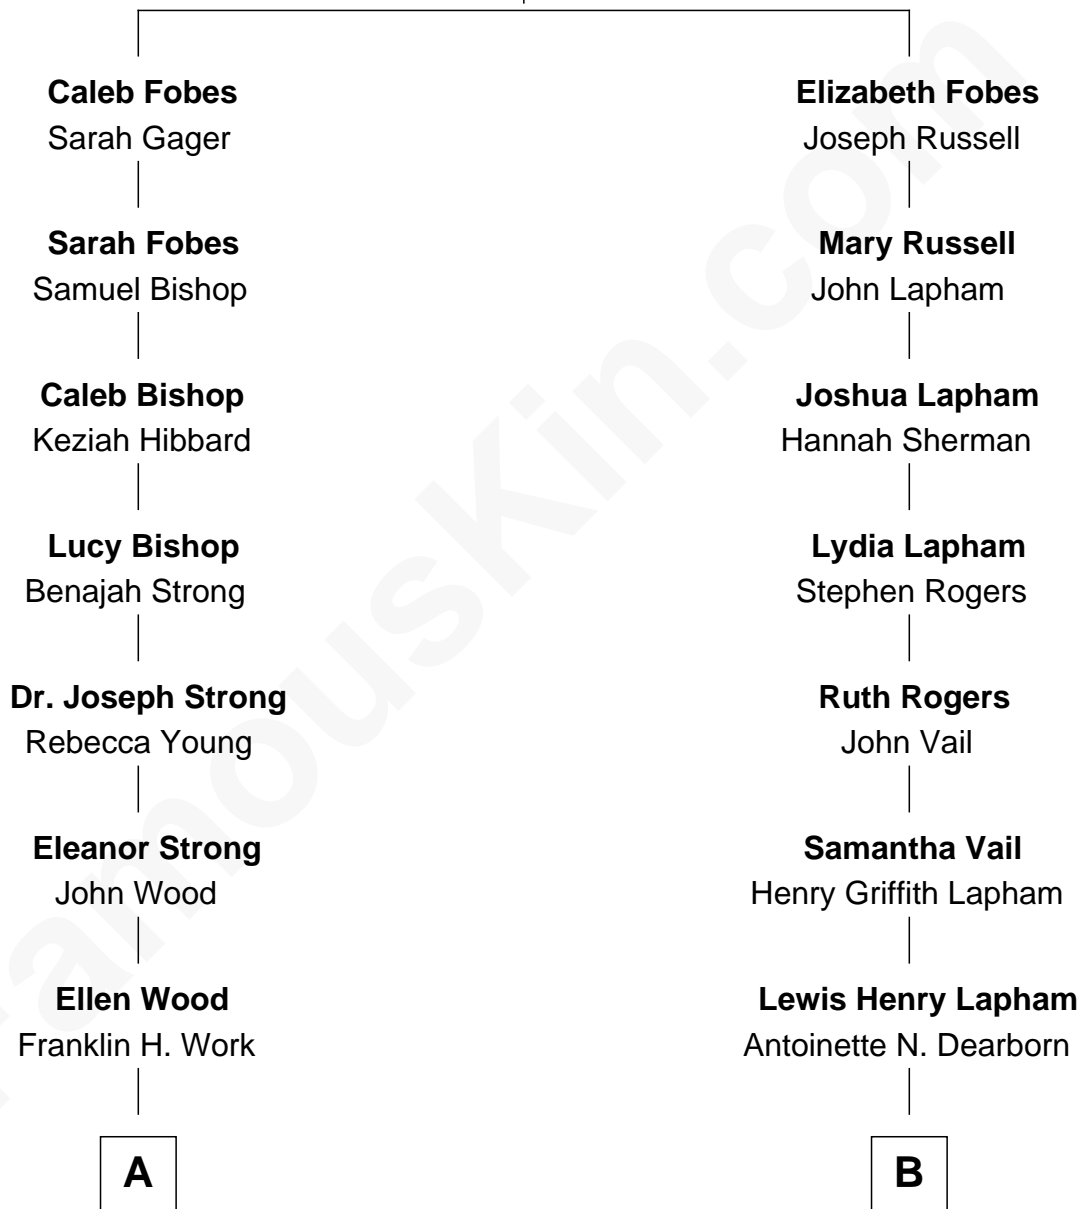 Caleb Fobes
Sarah Gager
Elizabeth Fobes
Joseph Russell
Sarah Fobes
Samuel Bishop
Mary Russell
John Lapham
Caleb Bishop
Keziah Hibbard
Joshua Lapham
Hannah Sherman
Lucy Bishop
Benajah Strong
Lydia Lapham
Stephen Rogers
Dr. Joseph Strong
Rebecca Young
Ruth Rogers
John Vail
Eleanor Strong
John Wood
Samantha Vail
Henry Griffith Lapham
Ellen Wood
Franklin H. Work
Lewis Henry Lapham
Antoinette N. Dearborn
A
B
FamousKin.com